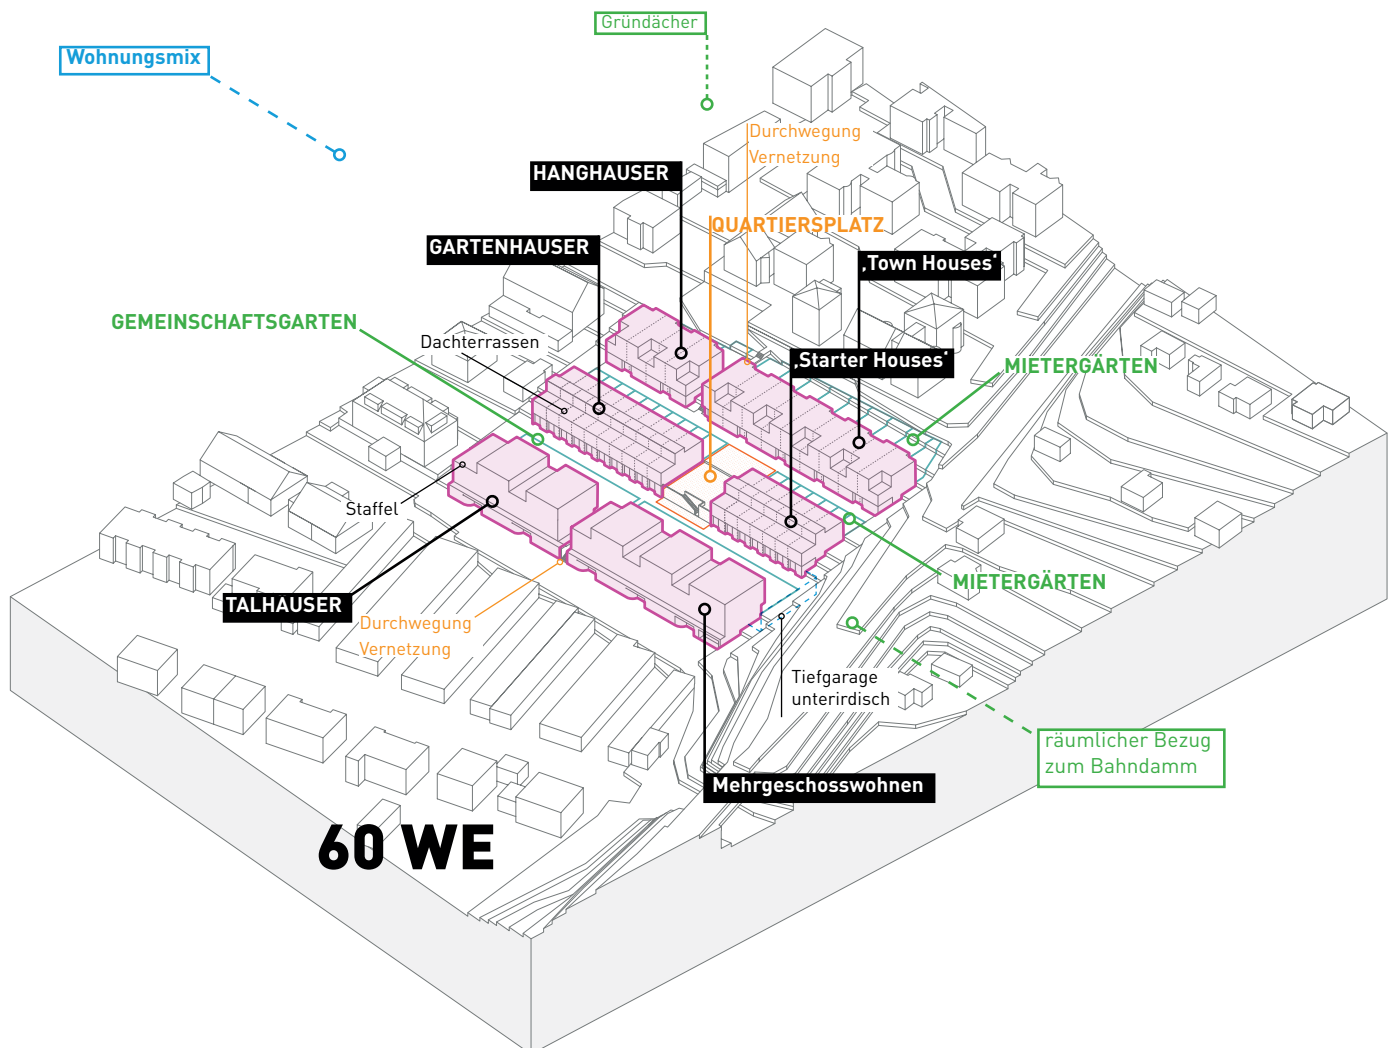 Gründächer
Wohnungsmix
Durchwegung
Vernetzung
HANGHAUSER
QUARTIERSPLATZ
GARTENHAUSER
‚Town Houses‘
GEMEINSCHAFTSGARTEN
Dachterrassen
‚Starter Houses‘
MIETERGÄRTEN
Staffel
MIETERGÄRTEN
TALHAUSER
Durchwegung
Vernetzung
Tiefgarage
unterirdisch
räumlicher Bezug
zum Bahndamm
Mehrgeschosswohnen
60 WE